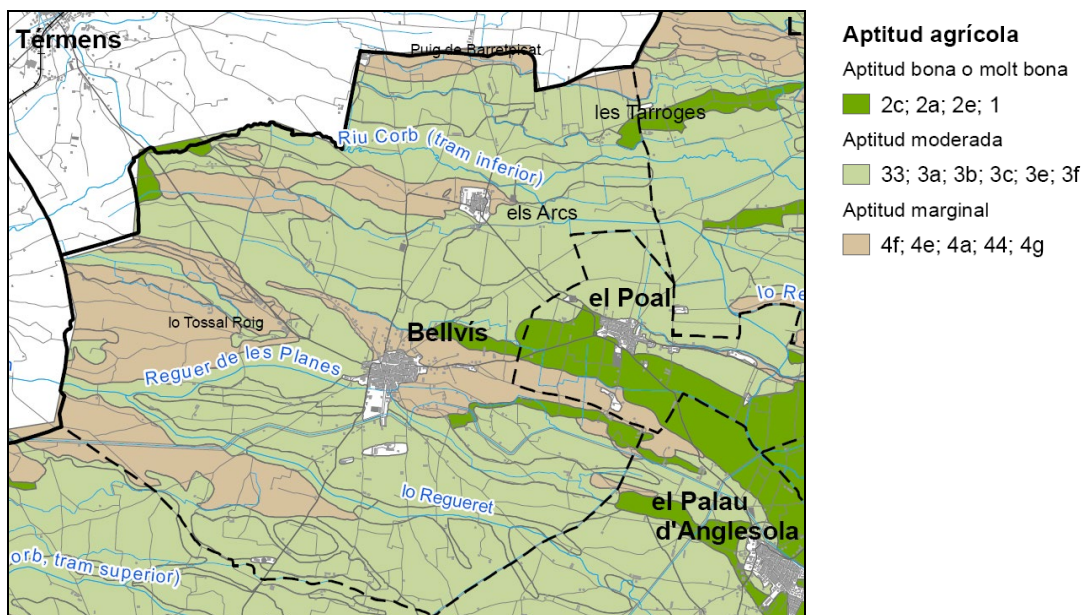 Térmens
L
Puig de Barretpicat
les Tarroges
Riu Corb (tram inferior)
els Arcs
el Poal
lo Re
lo Tossal Roig
Bellvís
Reguer de les Planes
lo Regueret
el Palau
d'Anglesola
orb, tram superior)
Aptitud agrícola
Aptitud bona o molt bona
2c; 2a; 2e; 1
Aptitud moderada
33; 3a; 3b; 3c; 3e; 3f
Aptitud marginal
4f; 4e; 4a; 44; 4g